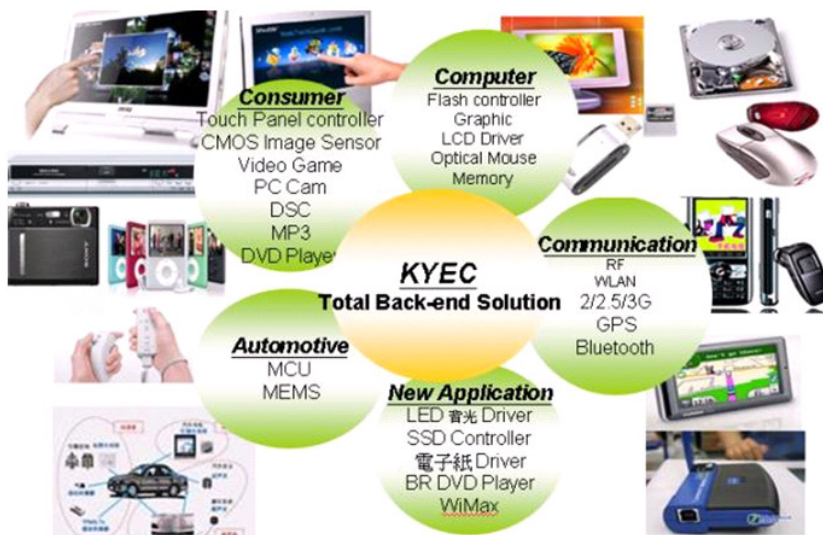 Consumer
Touch Panel controller
CMOS Image Sensor
Video Game
PC Cam
DSC
MP3
DVD Player
Computer
Flash controller
Graphic
LCD Driver
Optical Mouse
Memory
KYEC
Total Back-end Solution
Communication
RF
WLAN
2/2.5/3G
GPS
Bluetooth
Automotive
MCU
MEMS
New Application
LED 背光 Driver
SSD Controller
電子紙 Driver
BR DVD Player
WiMax
SONY